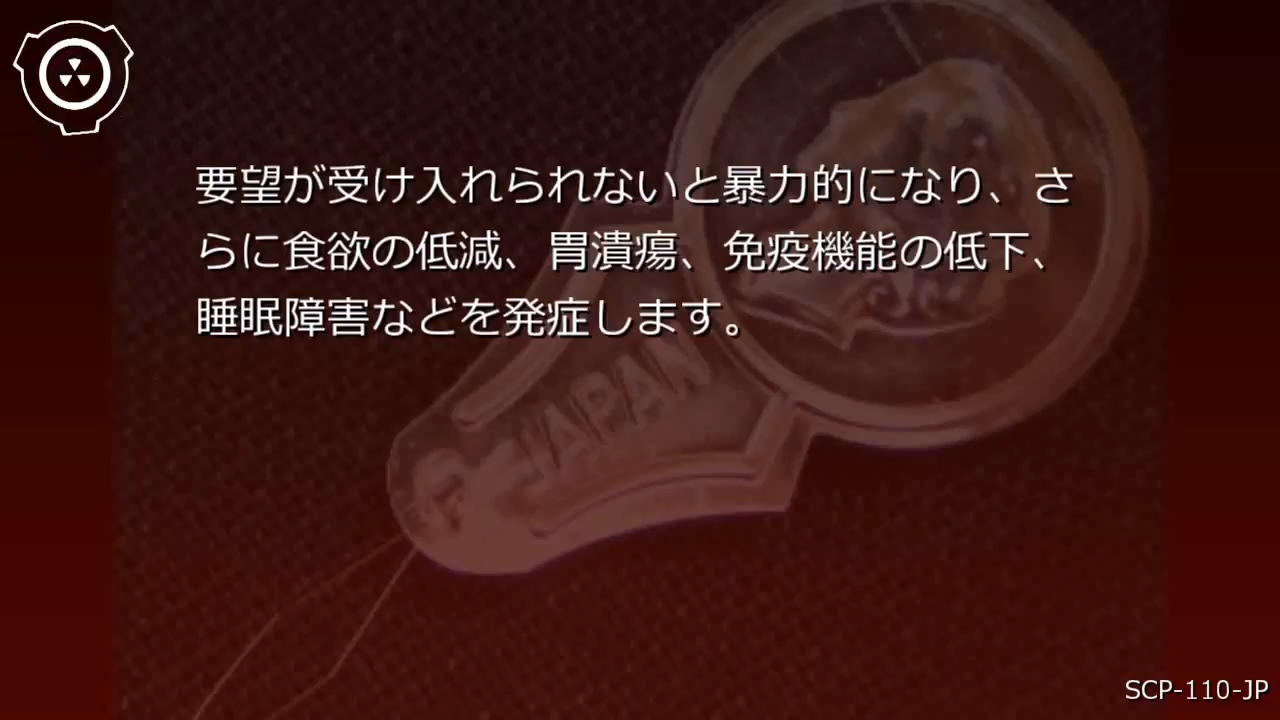 要望が受け入れられないと暴力的になり、さ
らに食欲の低減、胃潰瘍、免疫機能の低下、
睡眠障害などを発症します。
JAPAN
SCP-110-JP